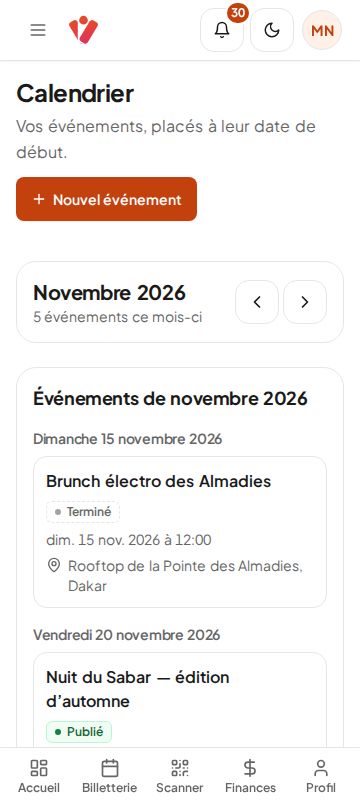 30
MN
Calendrier
Vos événements, placés à leur date de
début.
+ Nouvel événement
Novembre 2026
5 événements ce mois-ci
Événements de novembre 2026
Dimanche 15 novembre 2026
Brunch électro des Almadies
Terminé
dim. 15 nov. 2026 à 12:00
Rooftop de la Pointe des Almadies,
Dakar
Vendredi 20 novembre 2026
Nuit du Sabar — édition
d’automne
Publié
Accueil Billetterie Scanner Finances Profil